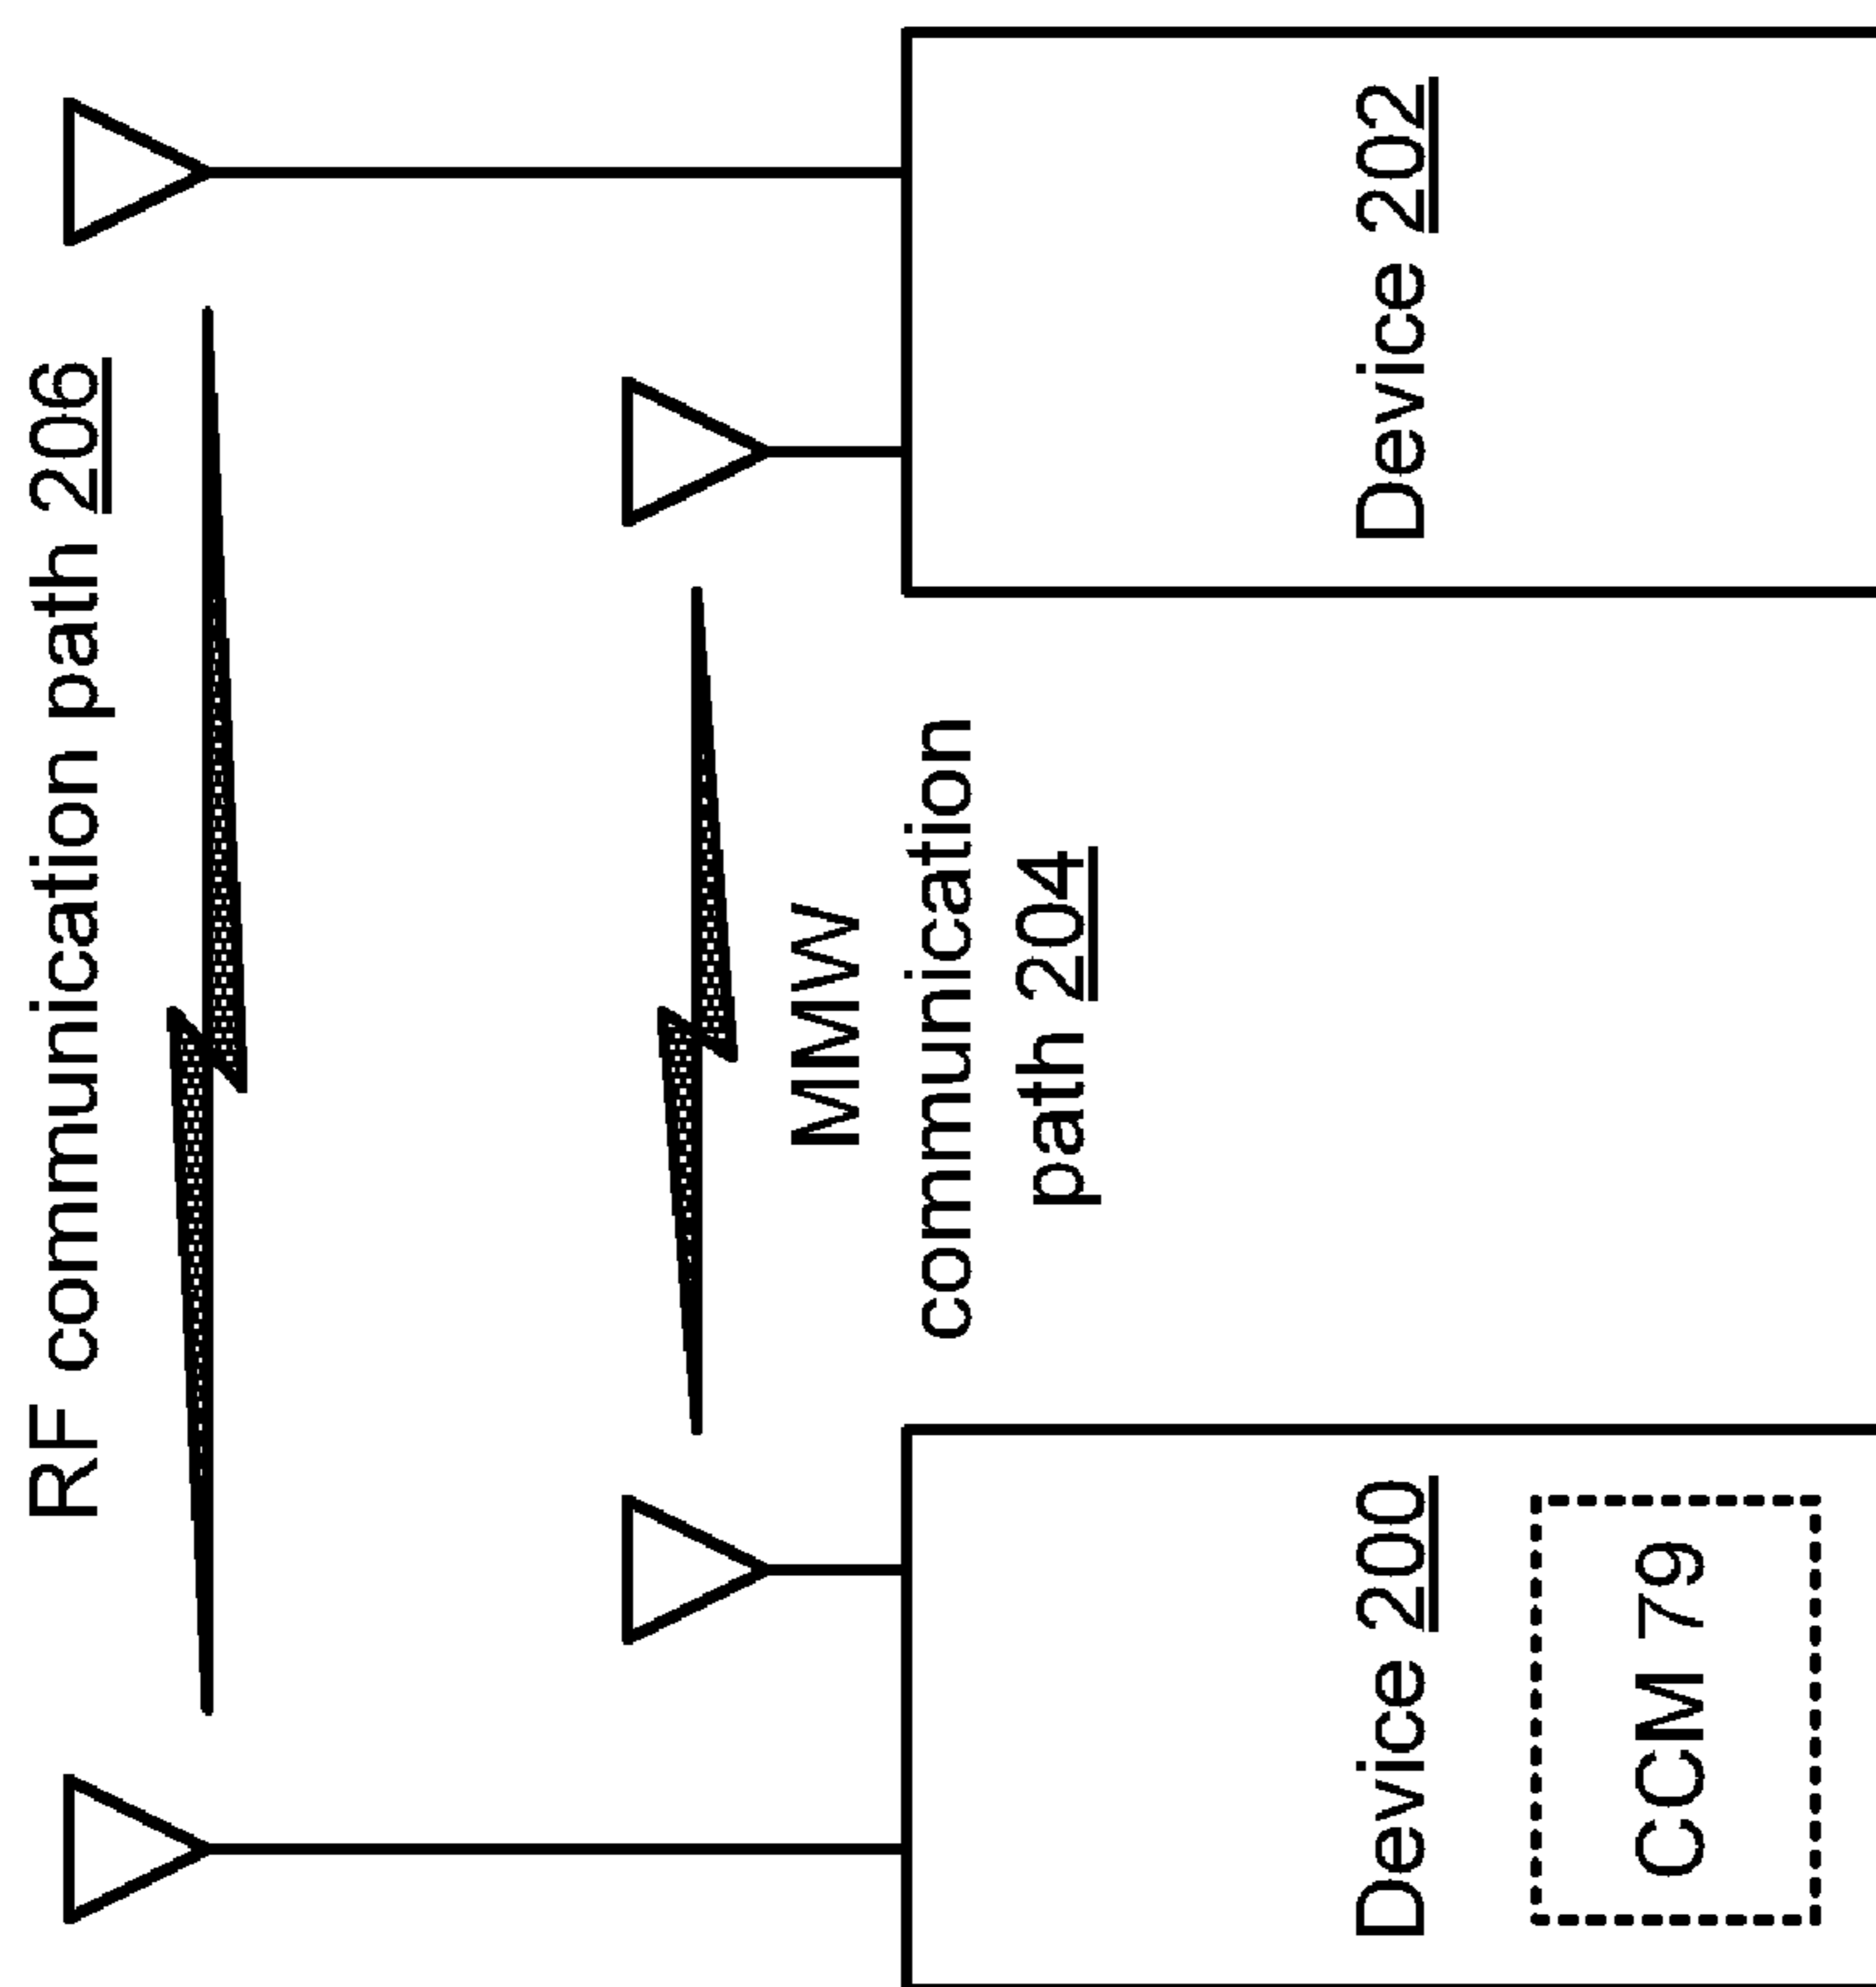 RF communication path 206
MMW
communication
path 204
Device 200
CCM 79
Device 202